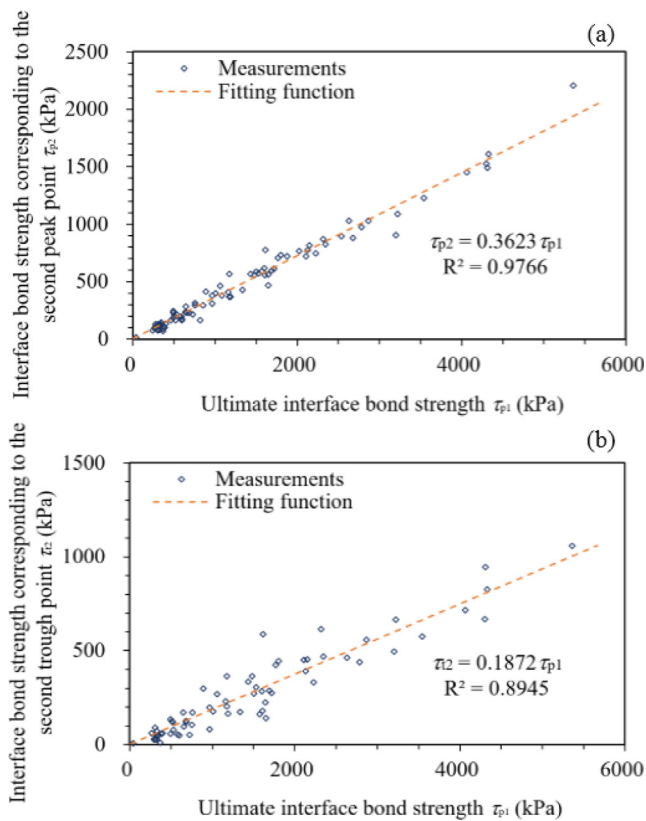 (a)
Interface bond strength corresponding to the
second peak point τp2 (kPa)
2500
2000
1500
1000
500
0
Measurements
Fitting function
τp2 = 0.3623 τp1
R² = 0.9766
0 2000 4000 6000
Ultimate interface bond strength τp1 (kPa)
(b)
Interface bond strength corresponding to the
second trough point τt2 (kPa)
1500
1000
500
0
Measurements
Fitting function
τt2 = 0.1872 τp1
R² = 0.8945
0 2000 4000 6000
Ultimate interface bond strength τp1 (kPa)